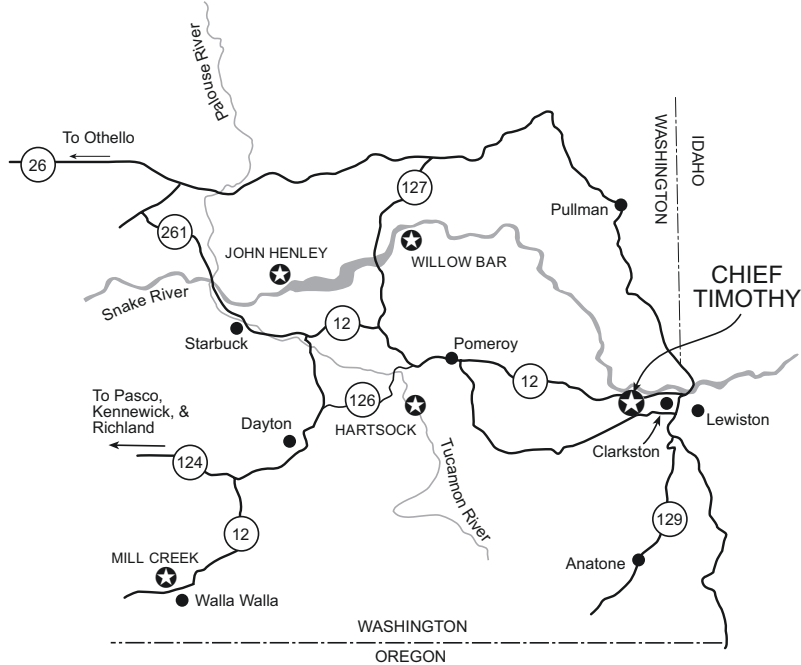 Palouse River
To Othello
26
WASHINGTON
IDAHO
127
Pullman
261
JOHN HENLEY
WILLOW BAR
CHIEF
TIMOTHY
Snake River
12
Starbuck
Pomeroy
12
To Pasco,
Kennewick, &
Richland
126
Dayton
HARTSOCK
Lewiston
Clarkston
124
Tucannon River
12
129
MILL CREEK
Anatone
Walla Walla
WASHINGTON
OREGON